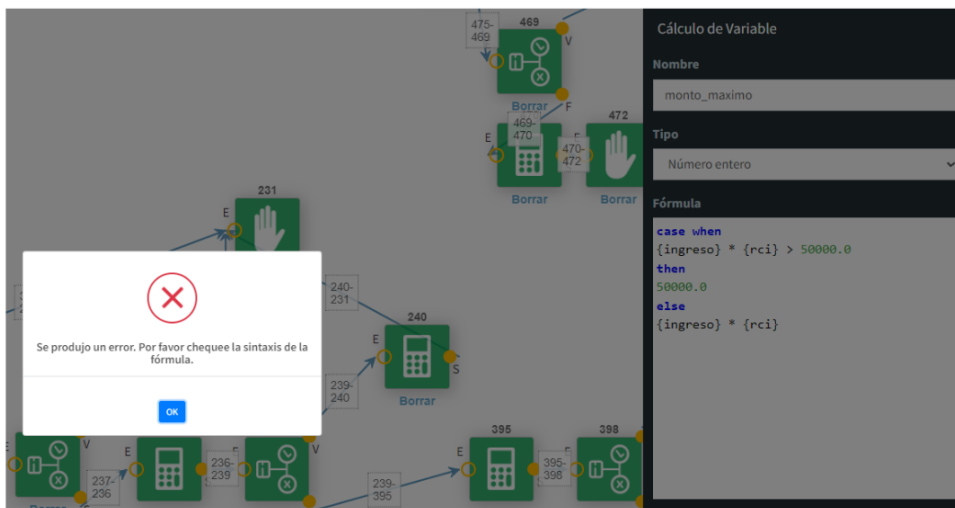 475-
469
469
V
Borrar
F
469-
470
E
470-
472
472
Borrar
Borrar
231
E
240-
231
240
E
S
Borrar
239-
240
Se produjo un error. Por favor chequee la sintaxis de la
fórmula.
OK
E
V
237-
236
E
236-
239
V
239-
395
395
E
395-
398
398
Cálculo de Variable
Nombre
monto_maximo
Tipo
Número entero
Fórmula
case when
{ingreso} * {rci} > 50000.0
then
50000.0
else
{ingreso} * {rci}